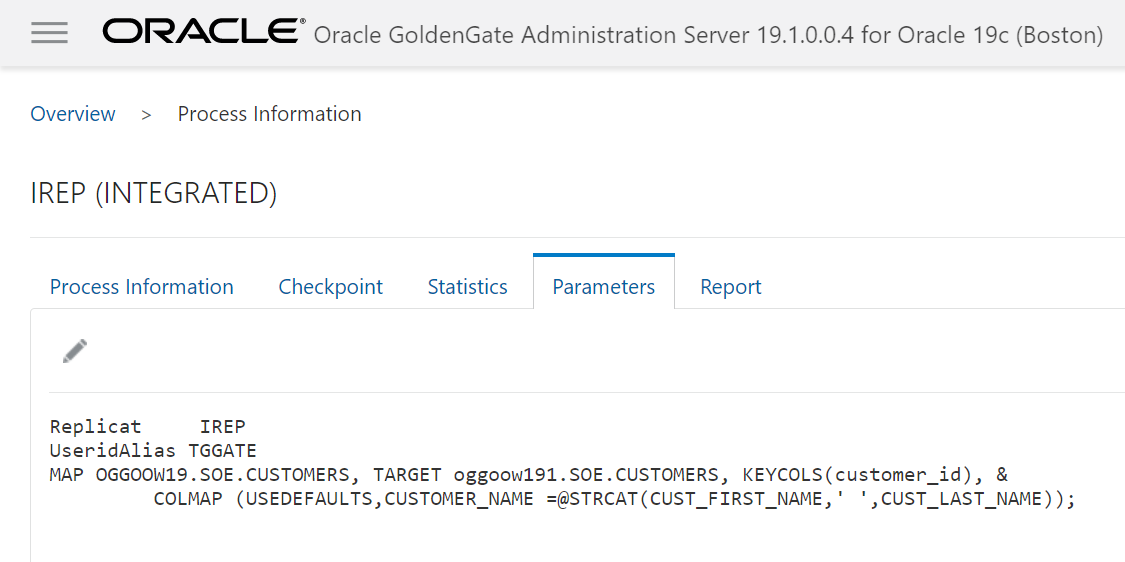 ORACLE® Oracle GoldenGate Administration Server 19.1.0.0.4 for Oracle 19c (Boston)
Overview > Process Information
IREP (INTEGRATED)
Process Information Checkpoint Statistics Parameters Report
Replicat     IREP
UseridAlias TGGATE
MAP OGGOOW19.SOE.CUSTOMERS, TARGET oggoow191.SOE.CUSTOMERS, KEYCOLS(customer_id), &
         COLMAP (USEDEFAULTS,CUSTOMER_NAME =@STRCAT(CUST_FIRST_NAME,' ',CUST_LAST_NAME));